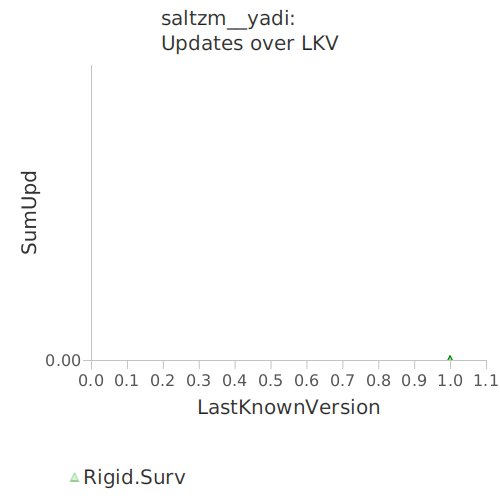 saltzm__yadi:
Updates over LKV
SumUpd
0.00
0.0 0.1 0.2 0.3 0.4 0.5 0.6 0.7 0.8 0.9 1.0 1.1
LastKnownVersion
Rigid.Surv